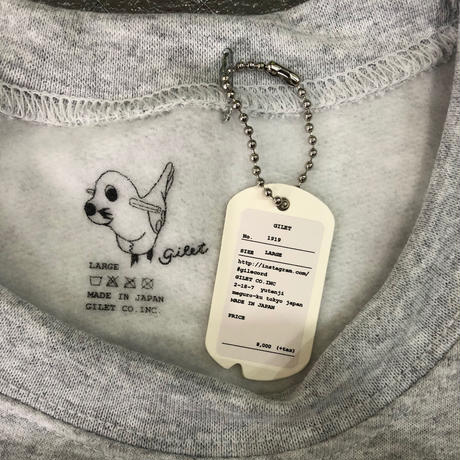 Gilet
LARGE
MADE IN JAPAN
GILET CO.INC.
GILET
No. 1919
SIZE LARGE
http://instagram.com/
#gilecord
GILET CO.INC
2-18-7 yutenji
meguro-ku tokyo japan
MADE IN JAPAN
PRICE
8,000 (+tax)